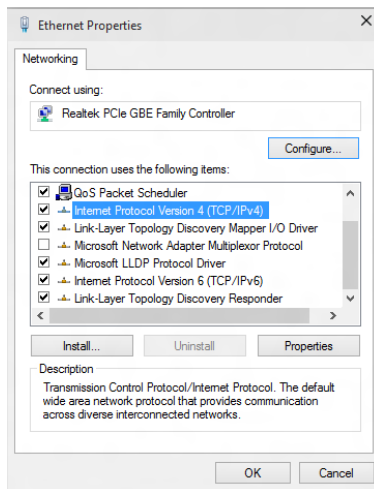 Ethernet Properties
Networking
Connect using:
Realtek PCIe GBE Family Controller
Configure...
This connection uses the following items:
QoS Packet Scheduler
Internet Protocol Version 4 (TCP/IPv4)
Link-Layer Topology Discovery Mapper I/O Driver
Microsoft Network Adapter Multiplexor Protocol
Microsoft LLDP Protocol Driver
Internet Protocol Version 6 (TCP/IPv6)
Link-Layer Topology Discovery Responder
Install... Uninstall Properties
Description
Transmission Control Protocol/Internet Protocol. The default
wide area network protocol that provides communication
across diverse interconnected networks.
OK Cancel